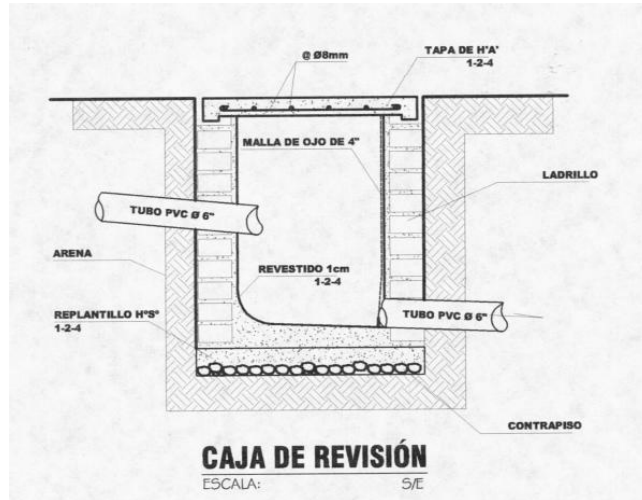 @ Ø8mm
TAPA DE H'A'
1-2-4
MALLA DE OJO DE 4"
LADRILLO
TUBO PVC Ø 6"
ARENA
REVESTIDO 1cm
1-2-4
REPLANTILLO HºSº
1-2-4
TUBO PVC Ø 6"
CONTRAPISO
CAJA DE REVISIÓN
ESCALA: S/E